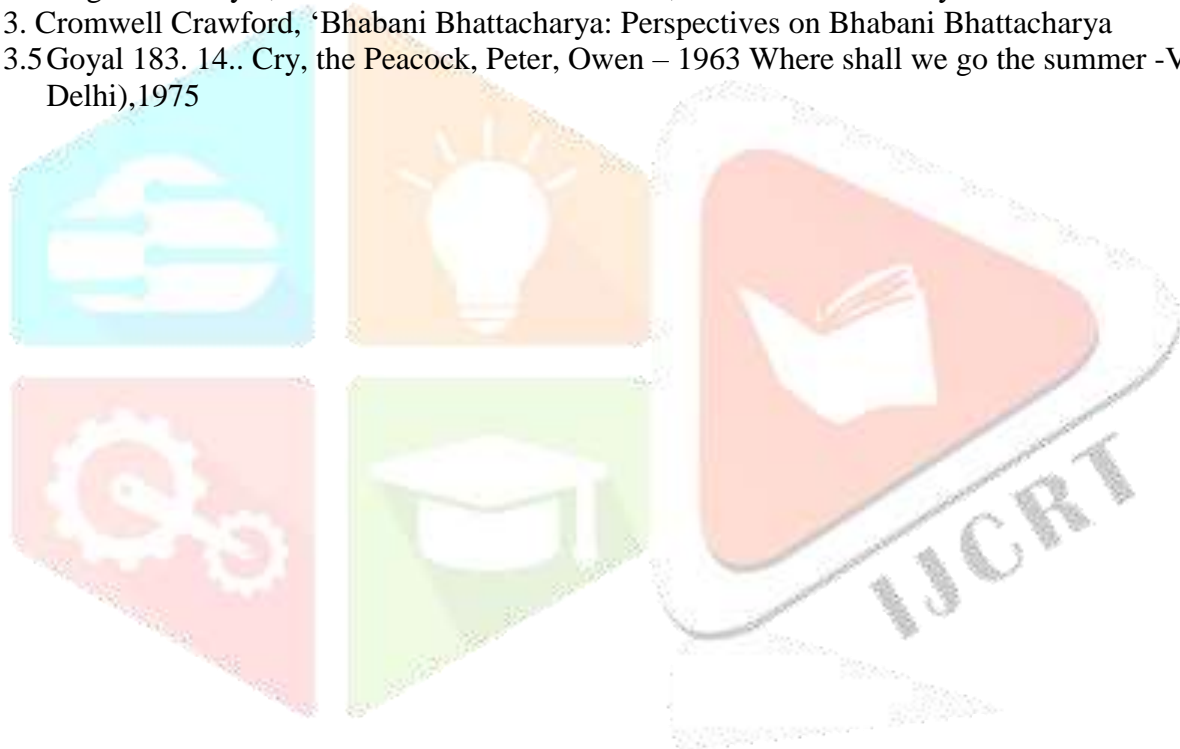 3. Cromwell Crawford, ‘Bhabani Bhattacharya: Perspectives on Bhabani Bhattacharya
3.5 Goyal 183. 14.. Cry, the Peacock, Peter, Owen – 1963 Where shall we go the summer -V
Delhi),1975
IJCRT